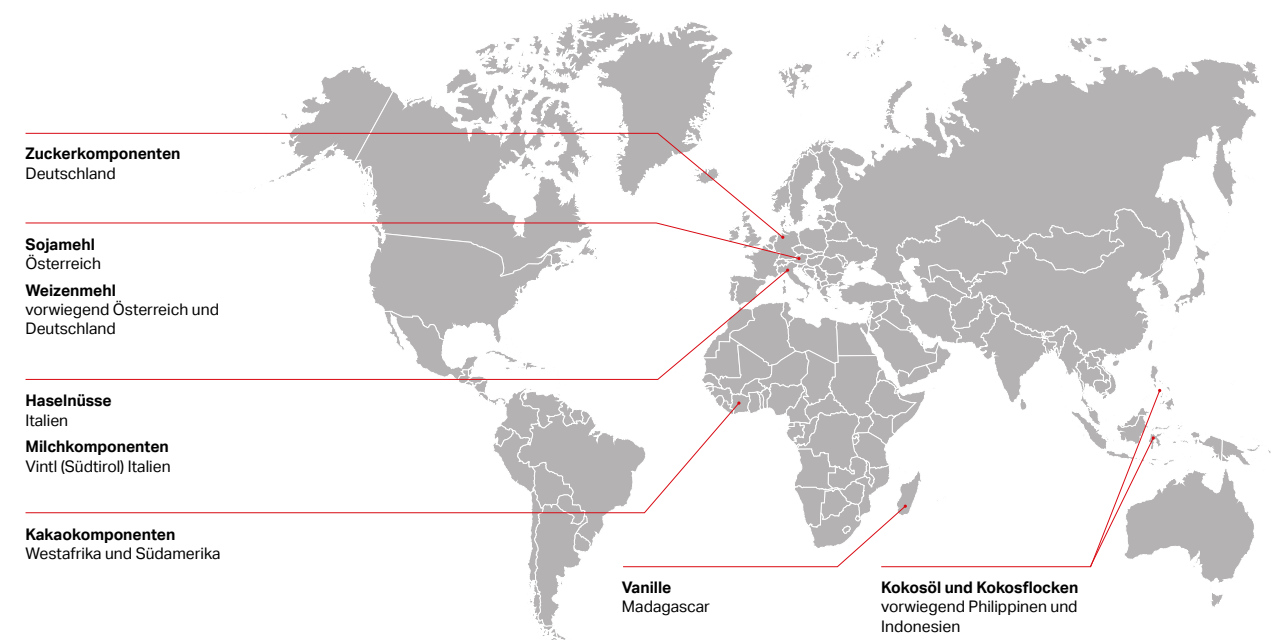 Zuckerkomponenten
Deutschland
Sojamehl
Österreich
Weizenmehl
vorwiegend Österreich und
Deutschland
Haselnüsse
Italien
Milchkomponenten
Vintl (Südtirol) Italien
Kakaokomponenten
Westafrika und Südamerika
Vanille
Madagascar
Kokosöl und Kokosflocken
vorwiegend Philippinen und
Indonesien